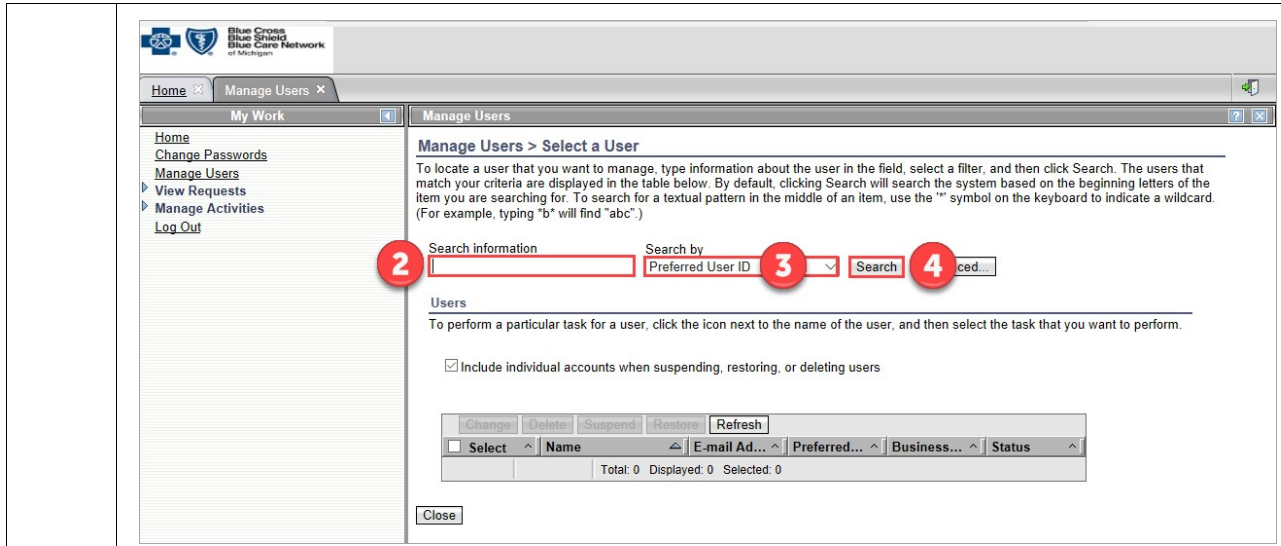 Blue Cross
Blue Shield
Blue Care Network
of Michigan
Home Manage Users
My Work
Home
Change Passwords
Manage Users
View Requests
Manage Activities
Log Out
Manage Users
Manage Users > Select a User
To locate a user that you want to manage, type information about the user in the field, select a filter, and then click Search. The users that
match your criteria are displayed in the table below. By default, clicking Search will search the system based on the beginning letters of the
item you are searching for. To search for a textual pattern in the middle of an item, use the '*' symbol on the keyboard to indicate a wildcard.
(For example, typing *b* will find "abc".)
Search information Search by
2 Preferred User ID 3 Search 4 ced...
Users
To perform a particular task for a user, click the icon next to the name of the user, and then select the task that you want to perform.
Include individual accounts when suspending, restoring, or deleting users
Change Delete Suspend Restore Refresh
Select Name E-mail Ad... Preferred... Business... Status
Total: 0 Displayed: 0 Selected: 0
Close